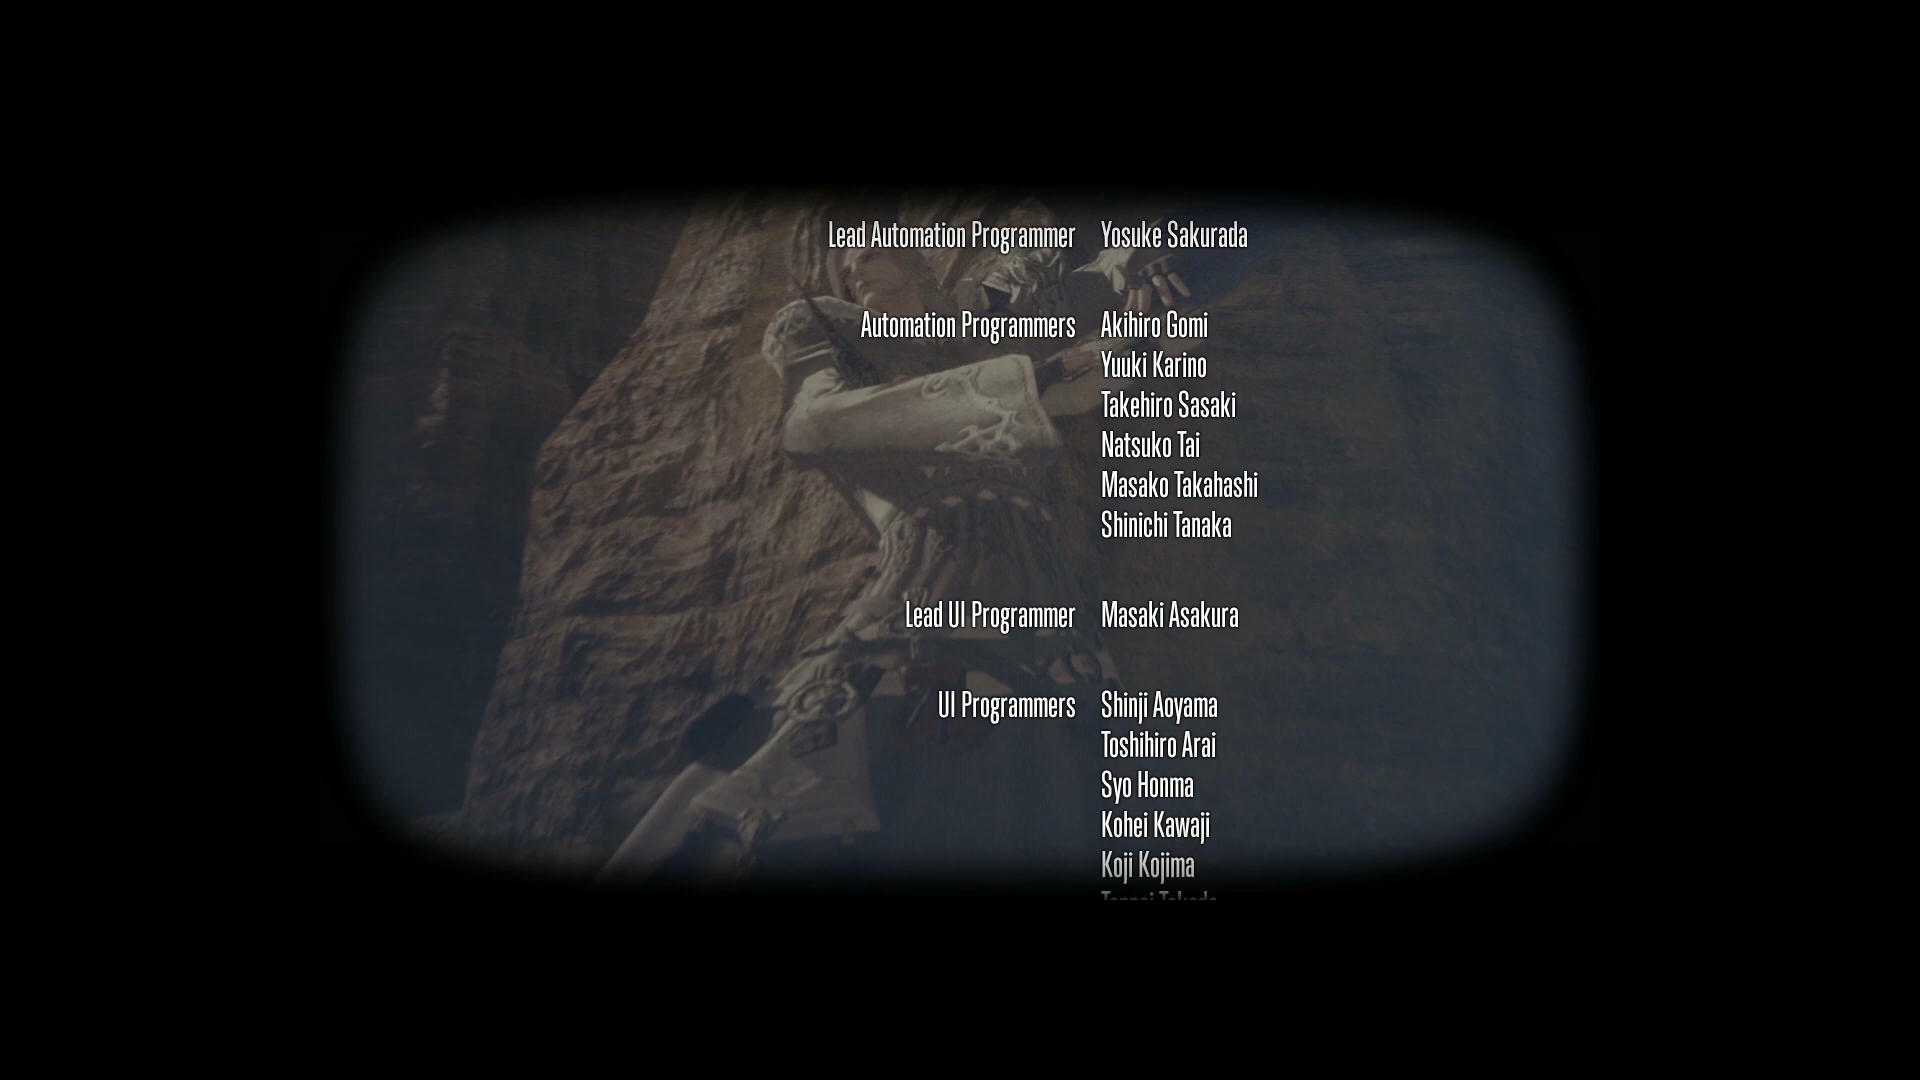 Lead Automation Programmer Yosuke Sakurada
Automation Programmers Akihiro Gomi
Yuuki Karino
Takehiro Sasaki
Natsuko Tai
Masako Takahashi
Shinichi Tanaka
Lead UI Programmer Masaki Asakura
UI Programmers Shinji Aoyama
Toshihiro Arai
Syo Honma
Kohei Kawaji
Koji Kojima